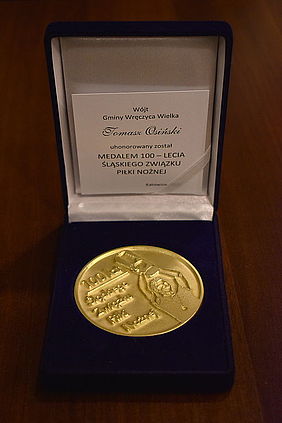 Wójt
Gminy Wręczyca Wielka
Tomasz Osiński
uhonorowany został
MEDALEM 100 – LECIA
ŚLĄSKIEGO ZWIĄZKU
PIŁKI NOŻNEJ
Katowice
100 lat
Śląskiego
Związku
Piłki
Nożnej